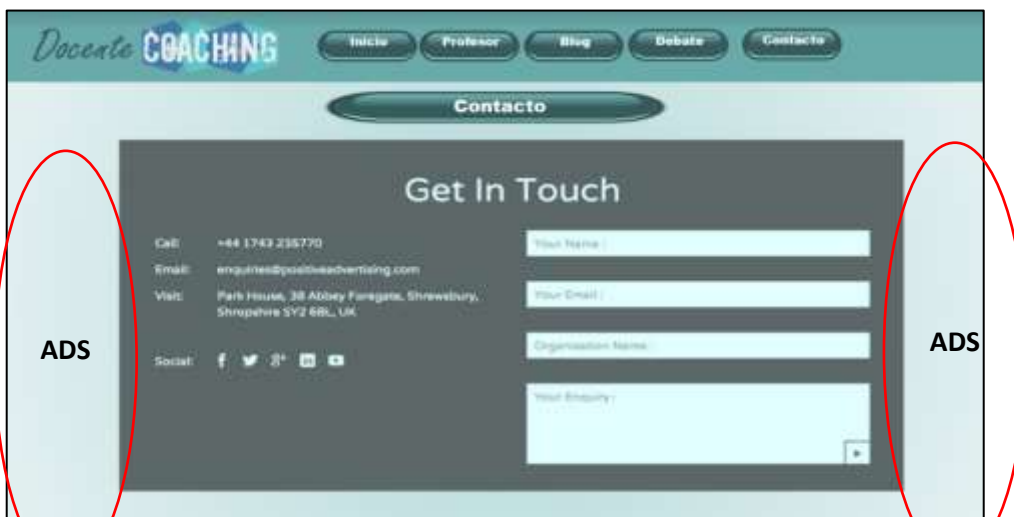 Docente COACHING
Inicio
Profesor
Blog
Debate
Contacto
Contacto
Get In Touch
Call: +44 1743 236770
Email: enquiries@positiveadvertising.com
Visit: Park House, 38 Abbey Foregate, Shrewsbury,
Shropshire SY2 6BL, UK
Social:
Your Name :
Your Email :
Organisation Name :
Your Enquiry :
ADS
ADS